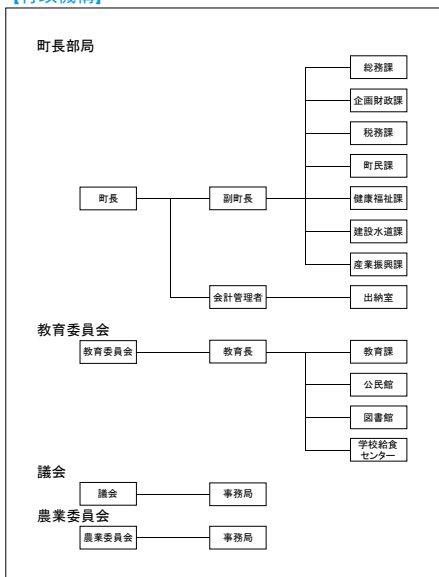 【行政機構】
町長部局
総務課
企画財政課
税務課
町民課
町長
副町長
健康福祉課
建設水道課
産業振興課
会計管理者
出納室
教育委員会
教育委員会
教育長
教育課
公民館
図書館
学校給食
センター
議会
議会
事務局
農業委員会
農業委員会
事務局